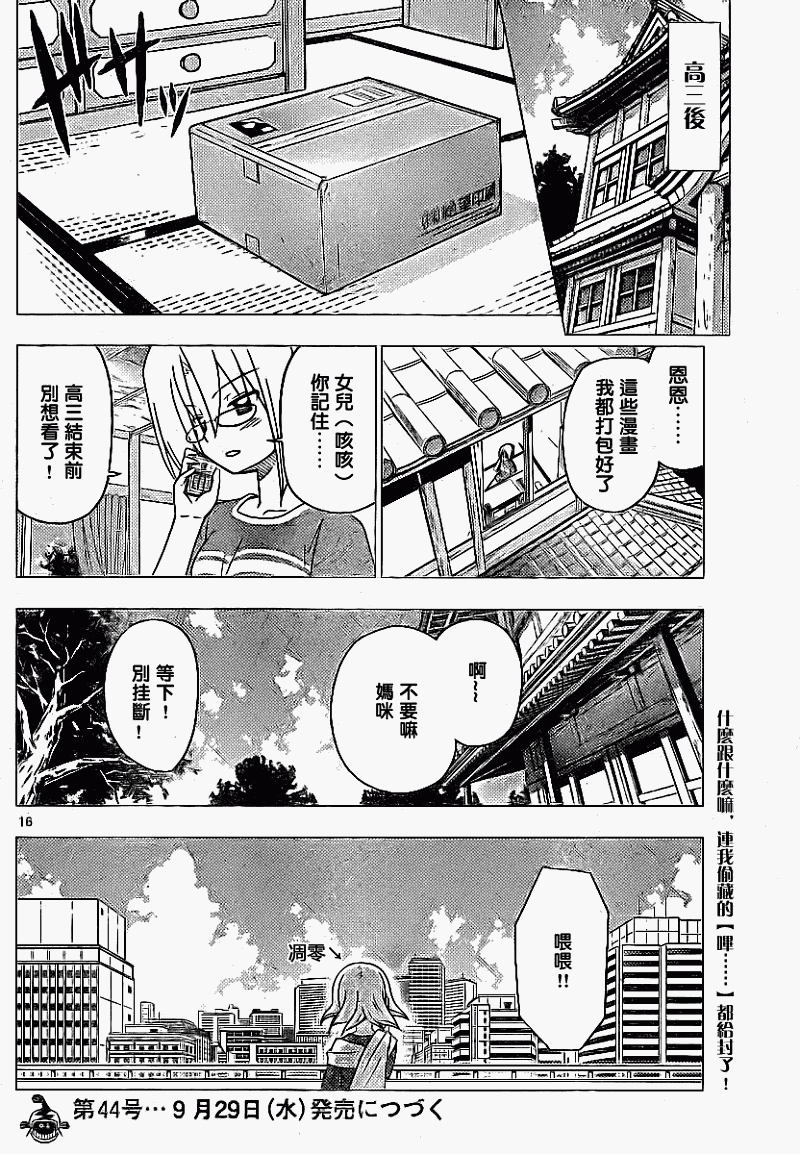 高三後
恩恩……
這些漫畫
我都打包好了
女兒(咳咳)
你記住……
高三結束前
別想看了！
啊~~
不要嘛
媽咪
等下！
別挂斷！
16
喂喂!!
凋零
什麼跟什麼嘛，連我偷藏的【嗶……】都給封了！
第44号…9月29日(水)発売につづく